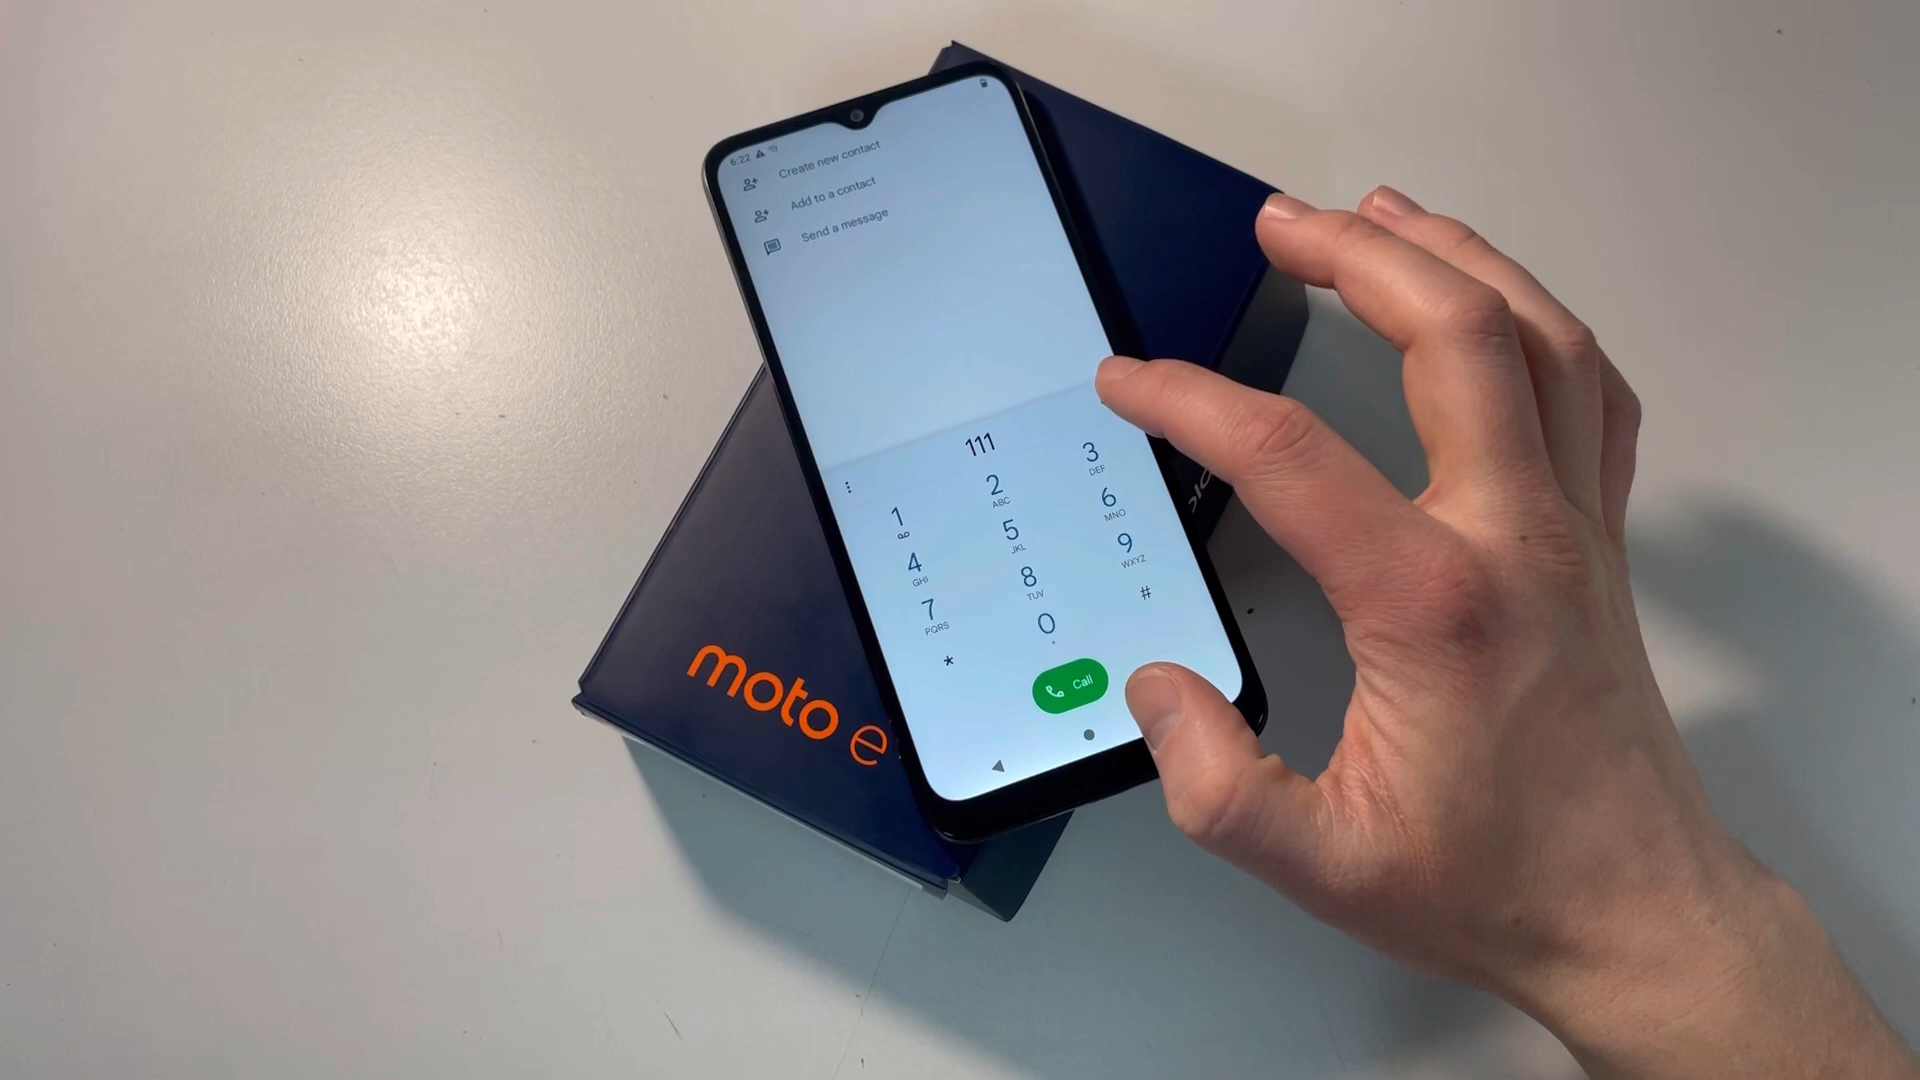 6:22
Create new contact
Add to a contact
Send a message
111
1
2
ABC
3
DEF
4
GHI
5
JKL
6
MNO
7
PQRS
8
TUV
9
WXYZ
*
0
+
#
Call
moto e